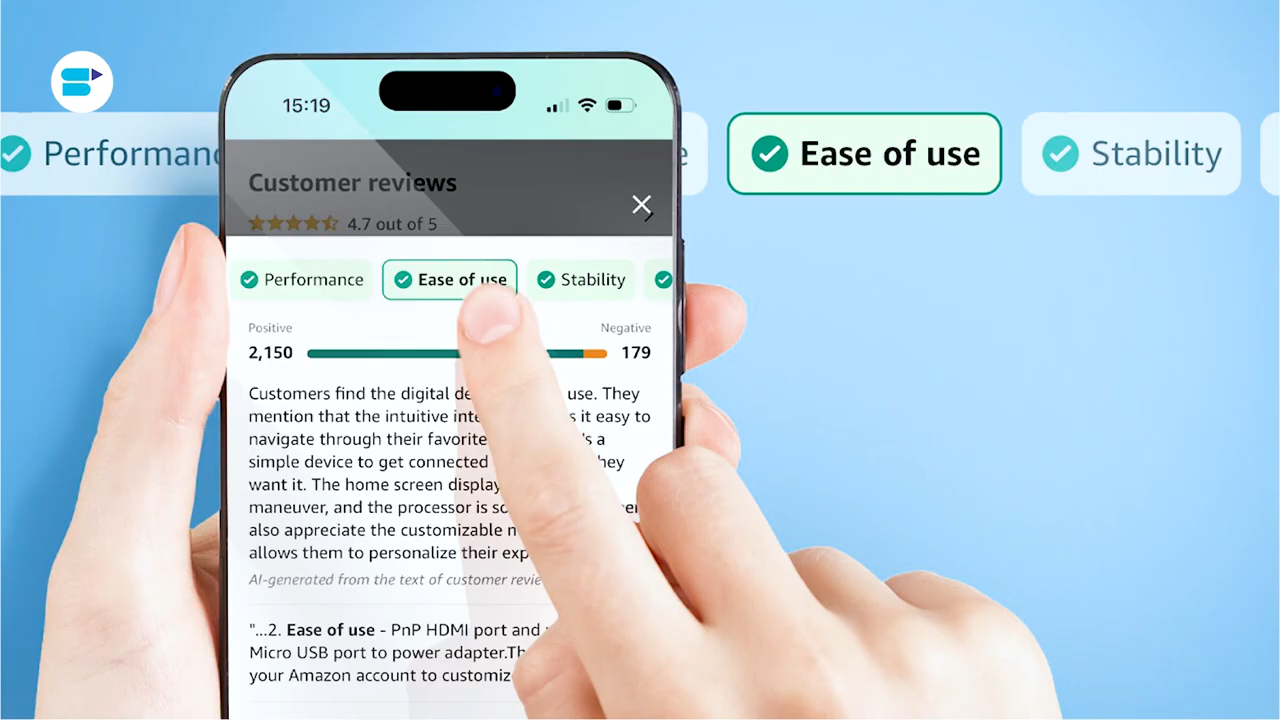 15:19
Customer reviews
4.7 out of 5
Performance
Ease of use
Stability
Performanc
Ease of use
Stability
Positive
Negative
2,150
179
Customers find the digital de use. They
mention that the intuitive inte s it easy to
navigate through their favorite 's a
simple device to get connected hey
want it. The home screen display
maneuver, and the processor is so
also appreciate the customizable
allows them to personalize their exp
AI-generated from the text of customer revie
"...2. Ease of use - PnP HDMI port and
Micro USB port to power adapter.Th
your Amazon account to customiz